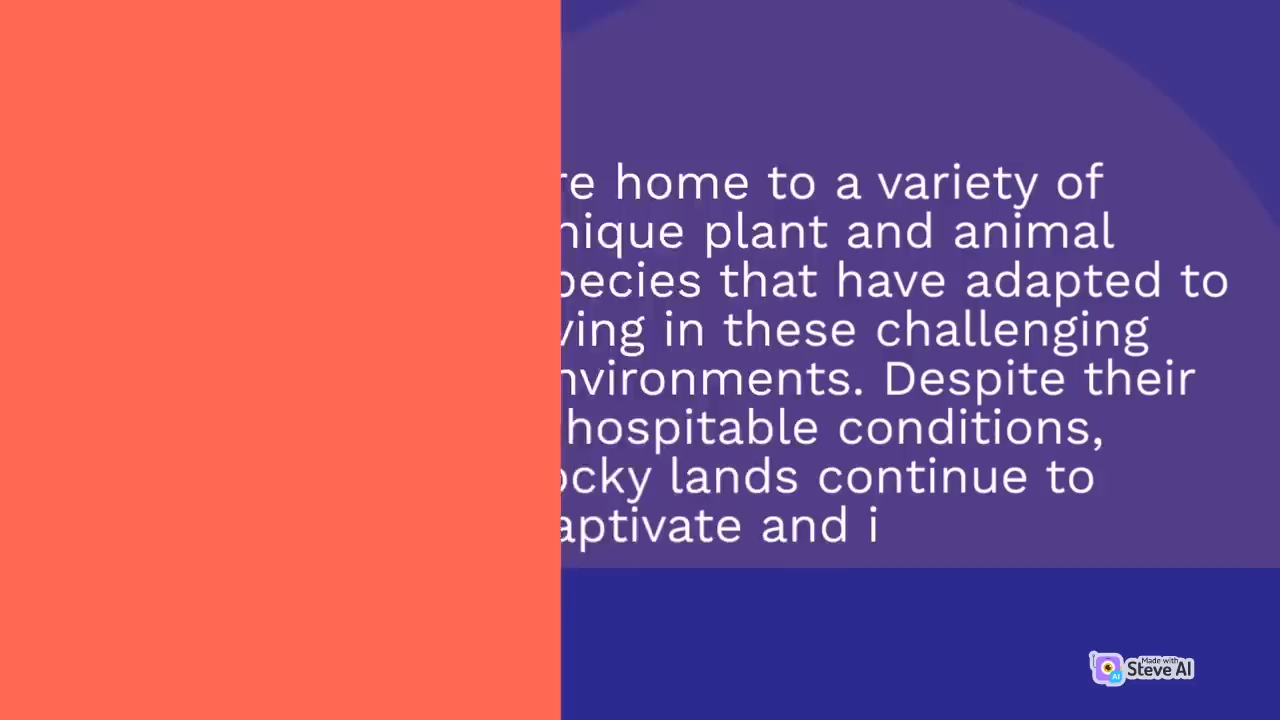 re home to a variety of
nique plant and animal
pecies that have adapted to
ving in these challenging
nvironments. Despite their
hospitable conditions,
ocky lands continue to
aptivate and i
Made with
Steve AI